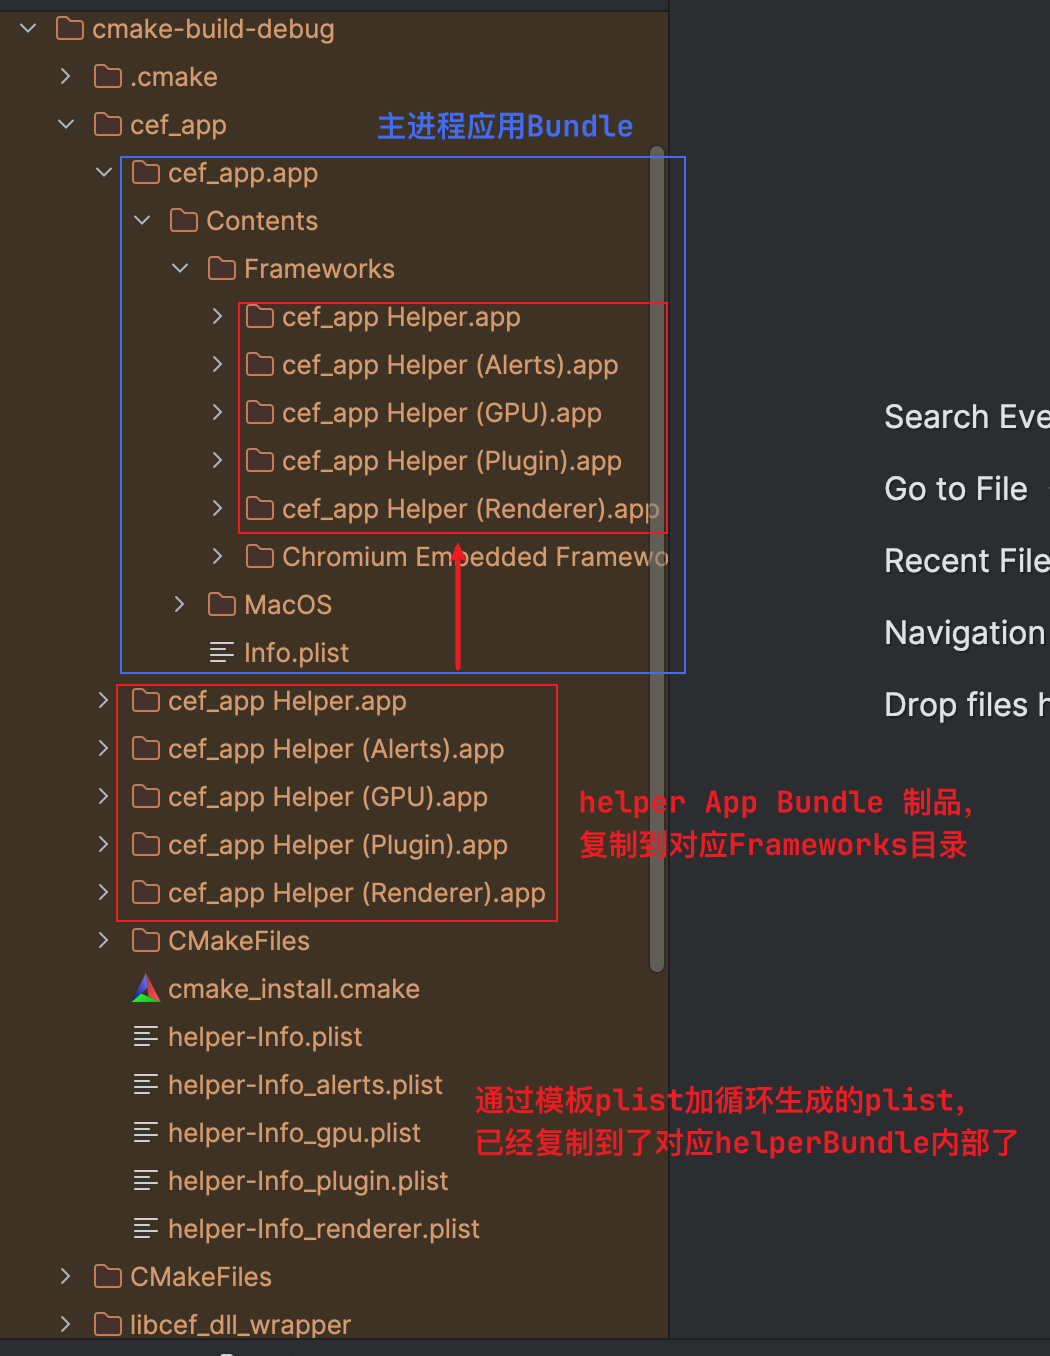 cmake-build-debug
.cmake
cef_app
主进程应用Bundle
cef_app.app
Contents
Frameworks
cef_app Helper.app
cef_app Helper (Alerts).app
cef_app Helper (GPU).app
cef_app Helper (Plugin).app
cef_app Helper (Renderer).app
Chromium Embedded Framewo
MacOS
Info.plist
cef_app Helper.app
cef_app Helper (Alerts).app
cef_app Helper (GPU).app
cef_app Helper (Plugin).app
cef_app Helper (Renderer).app
helper App Bundle 制品，
复制到对应Frameworks目录
CMakeFiles
cmake_install.cmake
helper-Info.plist
helper-Info_alerts.plist
helper-Info_gpu.plist
helper-Info_plugin.plist
helper-Info_renderer.plist
通过模板plist加循环生成的plist，
已经复制到了对应helperBundle内部了
CMakeFiles
libcef_dll_wrapper
Search Eve
Go to File
Recent File
Navigation
Drop files h